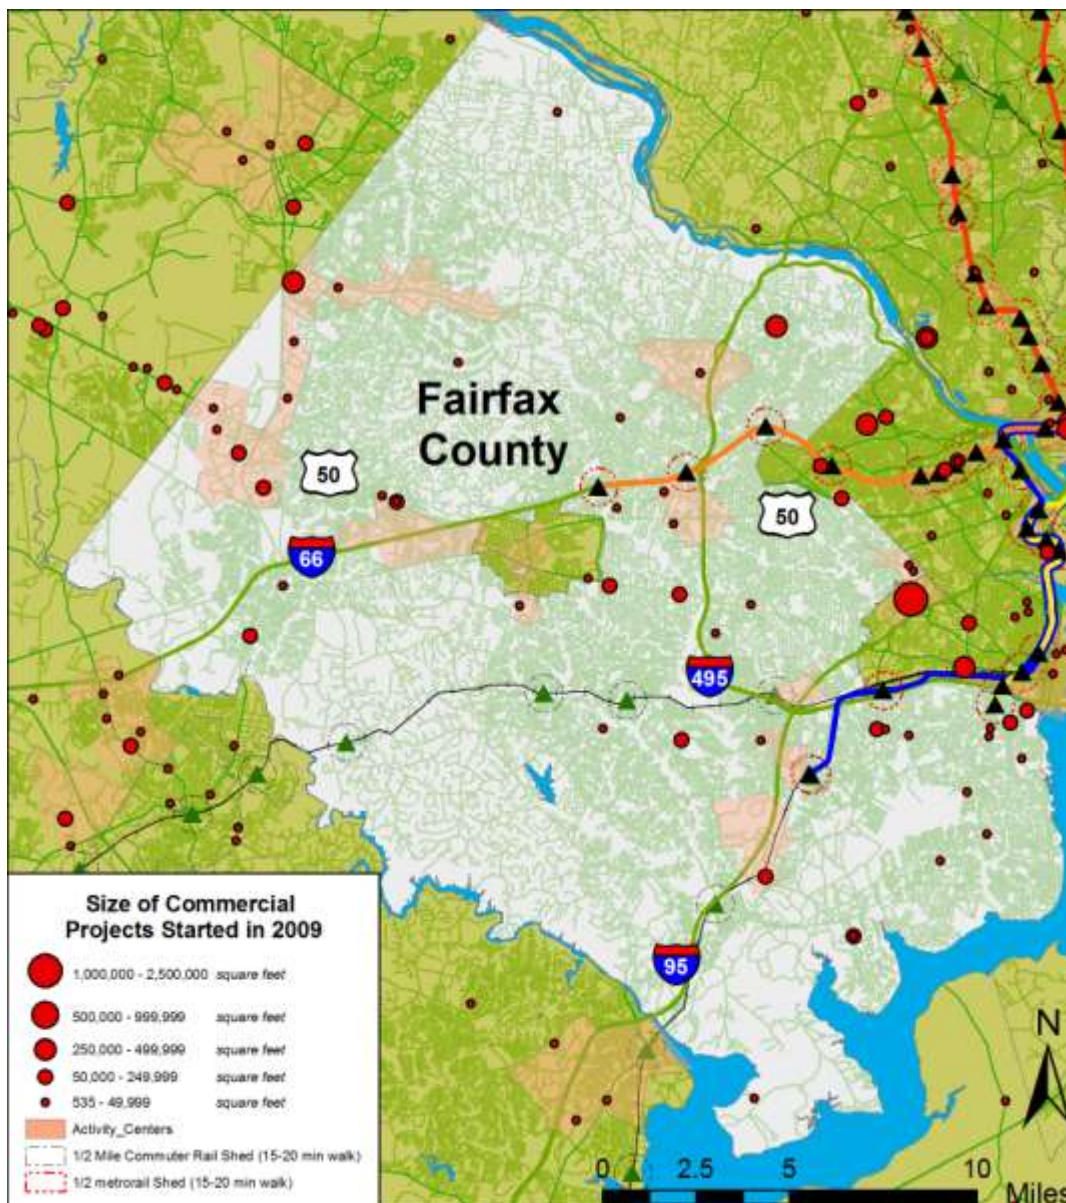 Fairfax
County
50
50
66
495
95
Size of Commercial
Projects Started in 2009
1,000,000 - 2,500,000 square feet
500,000 - 999,999 square feet
250,000 - 499,999 square feet
50,000 - 249,999 square feet
535 - 49,999 square feet
Activity_Centers
1/2 Mile Commuter Rail Shed (15-20 min walk)
1/2 metrorail Shed (15-20 min walk)
N
0 2.5 5 10
Miles